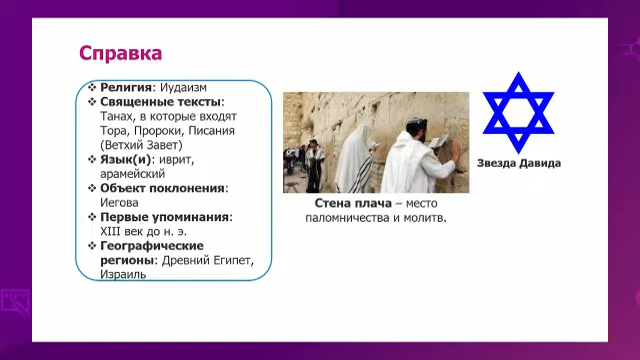 Справка
❖ Религия: Иудаизм
❖ Священные тексты:
Танах, в которые входят
Тора, Пророки, Писания
(Ветхий Завет)
❖ Язык(и): иврит,
арамейский
❖ Объект поклонения:
Иегова
❖ Первые упоминания:
XIII век до н. э.
❖ Географические
регионы: Древний Египет,
Израиль
Стена плача – место
паломничества и молитв.
Звезда Давида